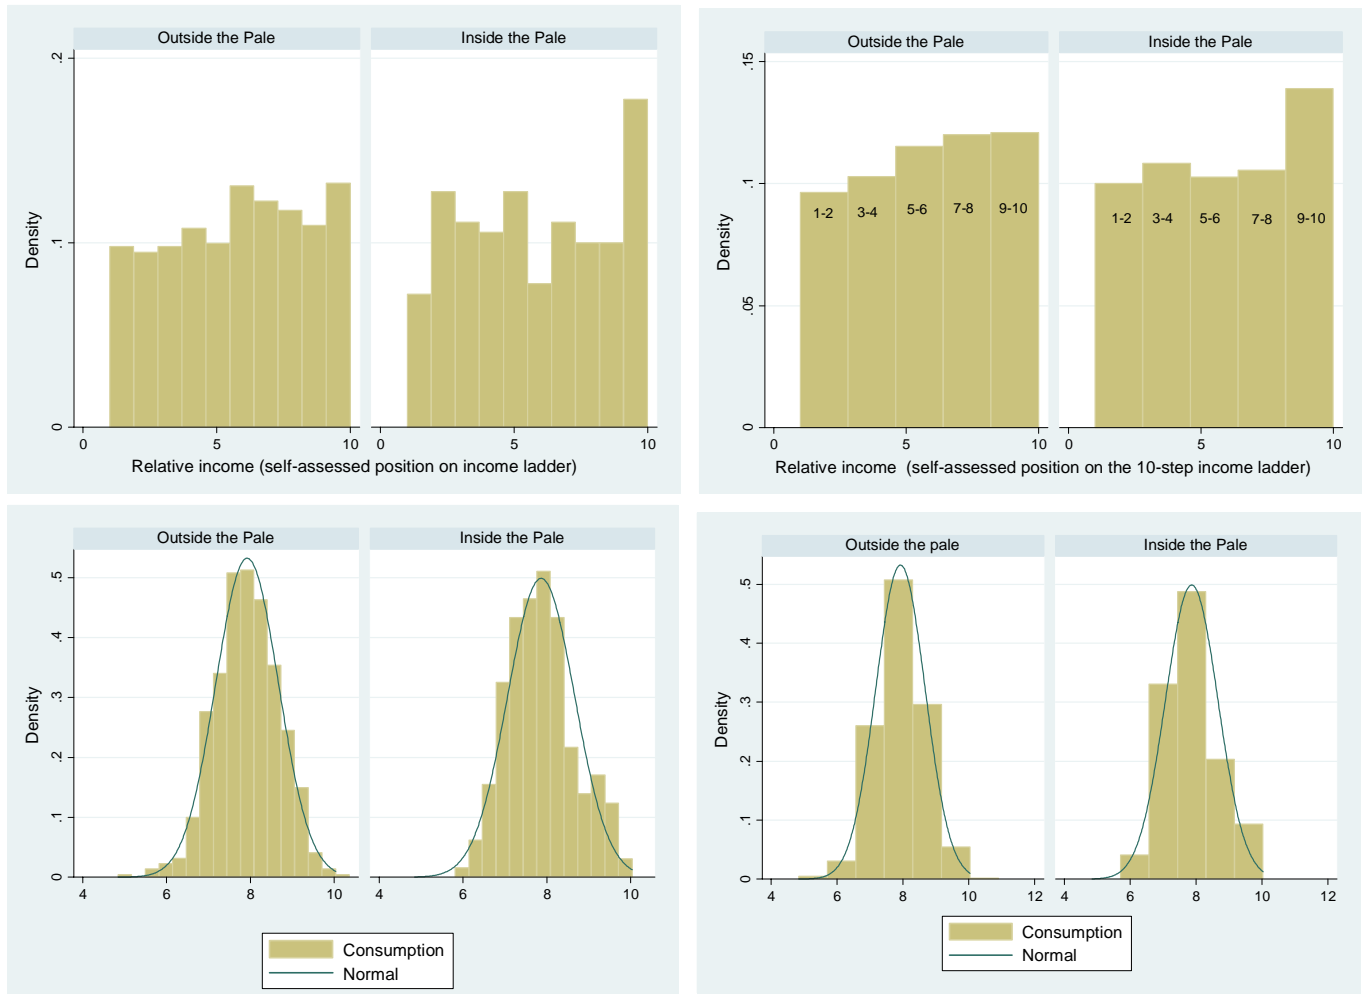 Outside the Pale
Inside the Pale
.2
.1
0
Density
0 5 10
0 5 10
Relative income (self-assessed position on income ladder)
Outside the Pale
Inside the Pale
.15
.1
.05
0
Density
1-2 3-4 5-6 7-8 9-10
1-2 3-4 5-6 7-8 9-10
0 5 10
0 10
Relative income (self-assessed position on the 10-step income ladder)
Outside the Pale
Inside the Pale
.5
.4
.3
.2
.1
0
Density
4 6 8 10
4 6 8 10
Consumption
Normal
Outside the pale
Inside the Pale
.5
.4
.3
.2
.1
0
Density
4 6 8 10 12
4 6 8 10 12
Consumption
Normal